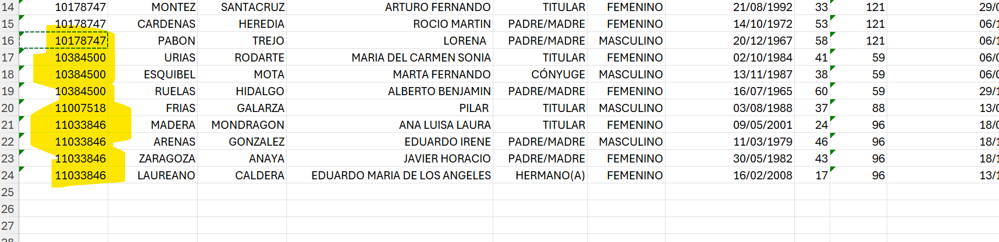 14 10178747 MONTEZ SANTACRUZ ARTURO FERNANDO TITULAR FEMENINO 21/08/1992 33 121 29/0
15 10178747 CARDENAS HEREDIA ROCIO MARTIN PADRE/MADRE FEMENINO 14/10/1972 53 121 06/1
16 10178747 PABON TREJO LORENA PADRE/MADRE MASCULINO 20/12/1967 58 121 06/1
17 10384500 URIAS RODARTE MARIA DEL CARMEN SONIA TITULAR FEMENINO 02/10/1984 41 59 06/0
18 10384500 ESQUIBEL MOTA MARTA FERNANDO CÓNYUGE MASCULINO 13/11/1987 38 59 06/0
19 10384500 RUELAS HIDALGO ALBERTO BENJAMIN PADRE/MADRE FEMENINO 16/07/1965 60 59 29/1
20 11007518 FRIAS GALARZA PILAR TITULAR MASCULINO 03/08/1988 37 88 13/0
21 11033846 MADERA MONDRAGON ANA LUISA LAURA TITULAR FEMENINO 09/05/2001 24 96 18/0
22 11033846 ARENAS GONZALEZ EDUARDO IRENE PADRE/MADRE MASCULINO 11/03/1979 46 96 18/1
23 11033846 ZARAGOZA ANAYA JAVIER HORACIO PADRE/MADRE FEMENINO 30/05/1982 43 96 18/1
24 11033846 LAUREANO CALDERA EDUARDO MARIA DE LOS ANGELES HERMANO(A) FEMENINO 16/02/2008 17 96 13/1
25
26
27
28